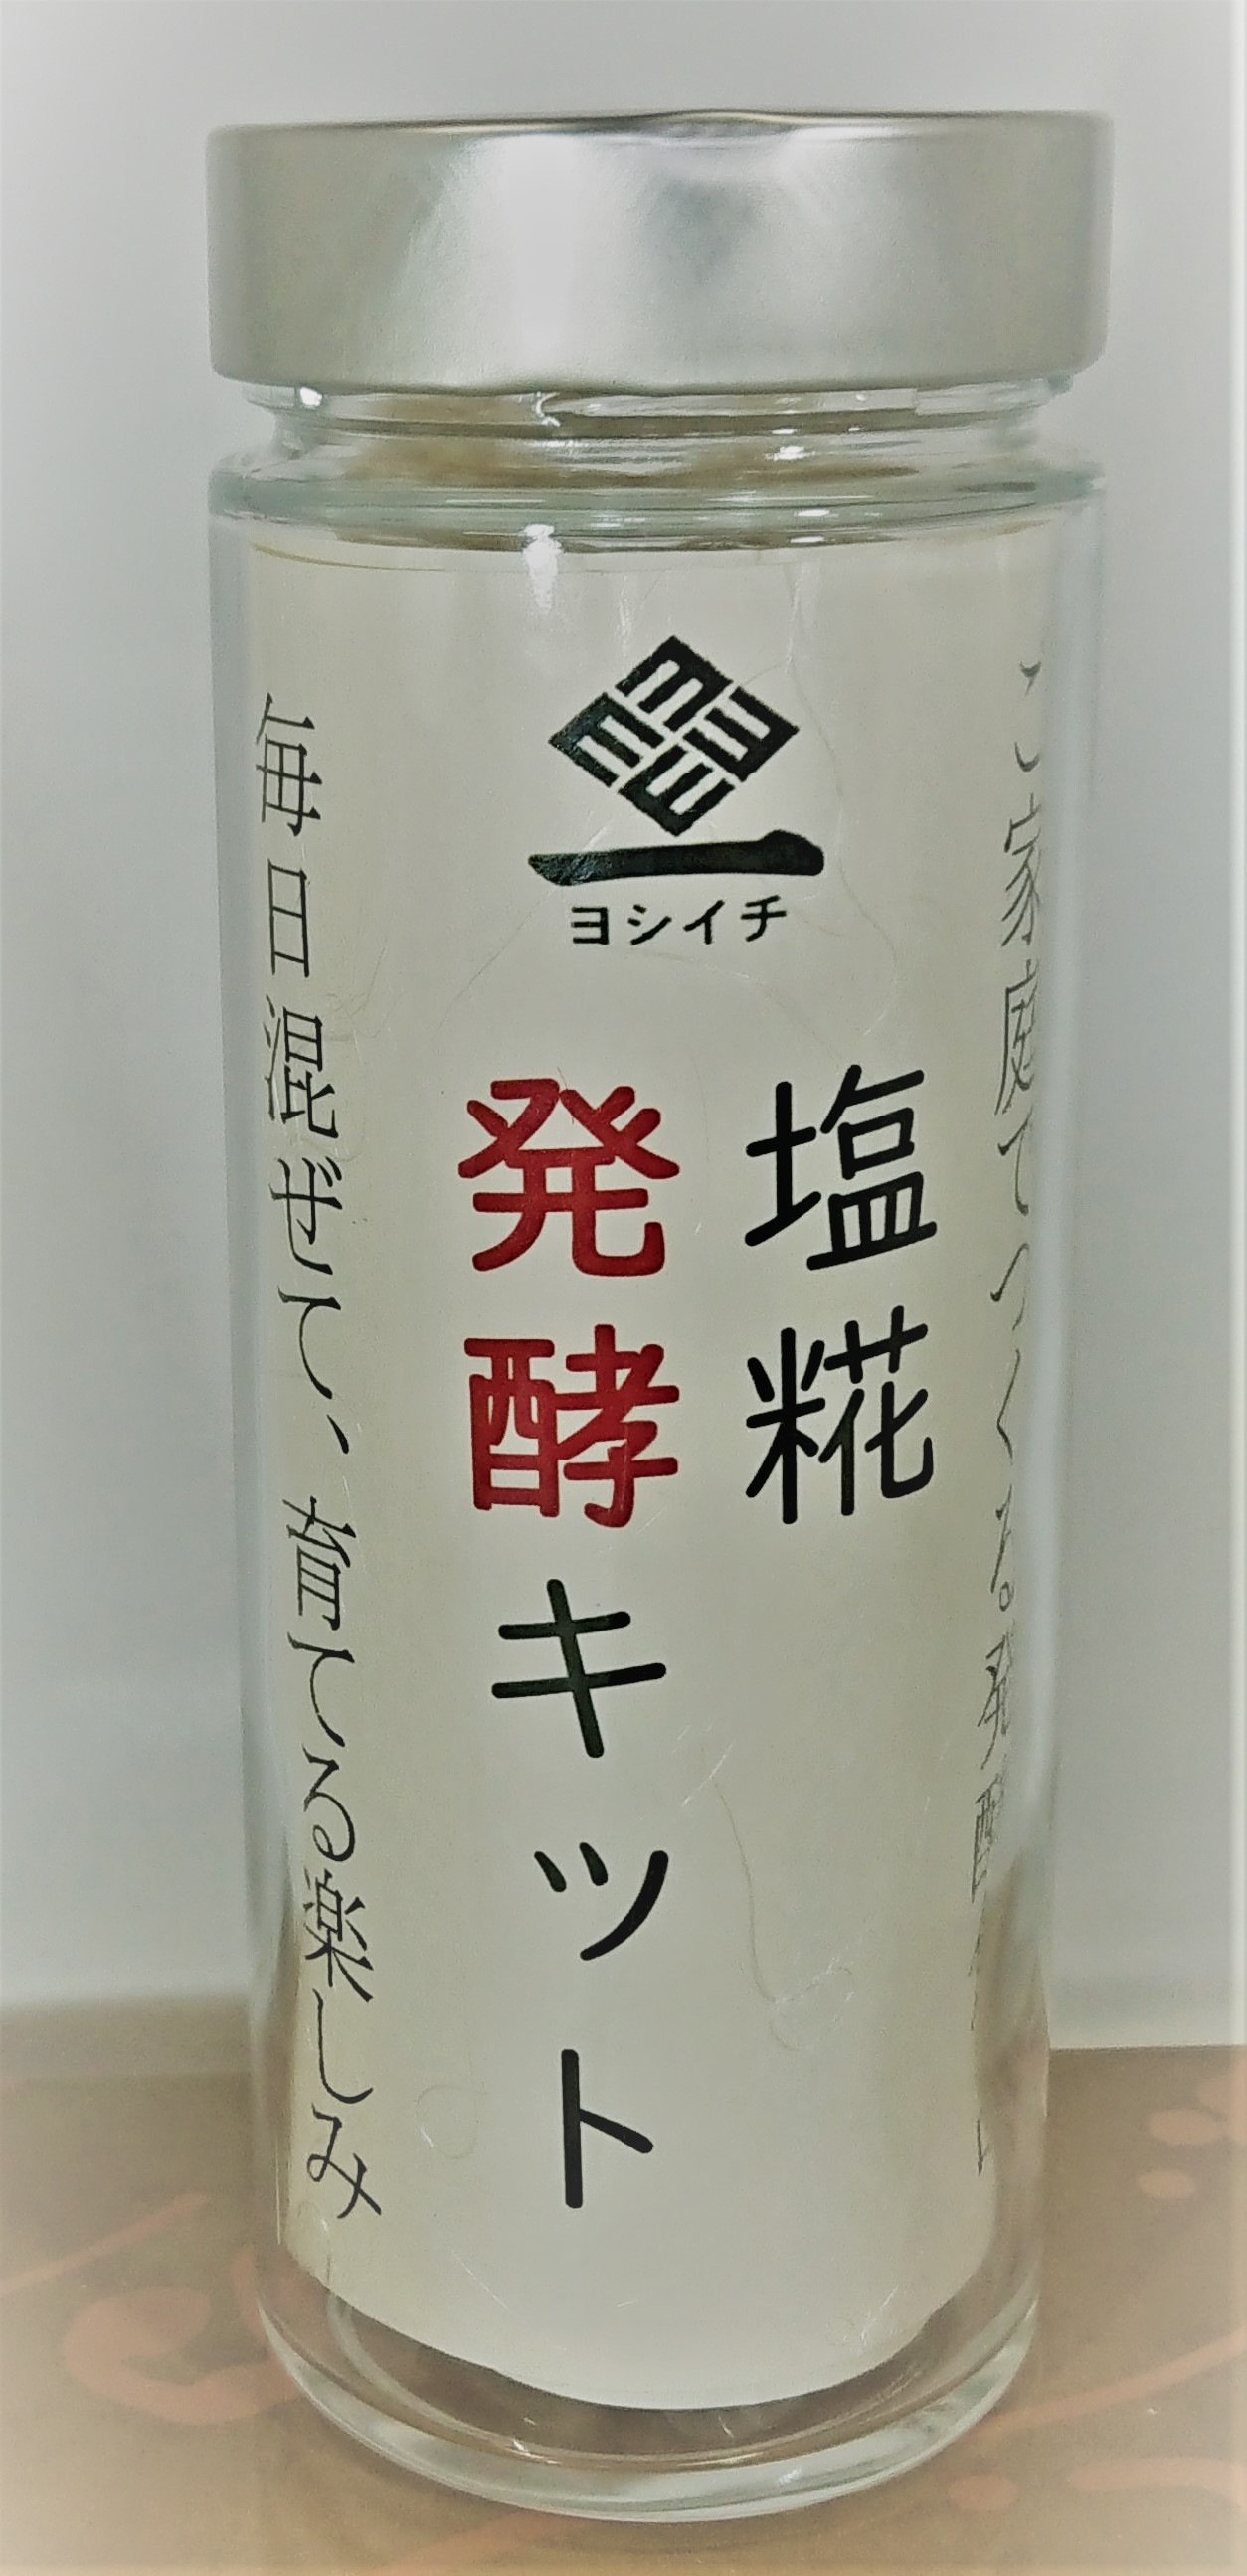 ヨシイチ
ご家庭でつくる。発酵
塩糀
発酵キット
毎日混ぜて、育てる楽しみ